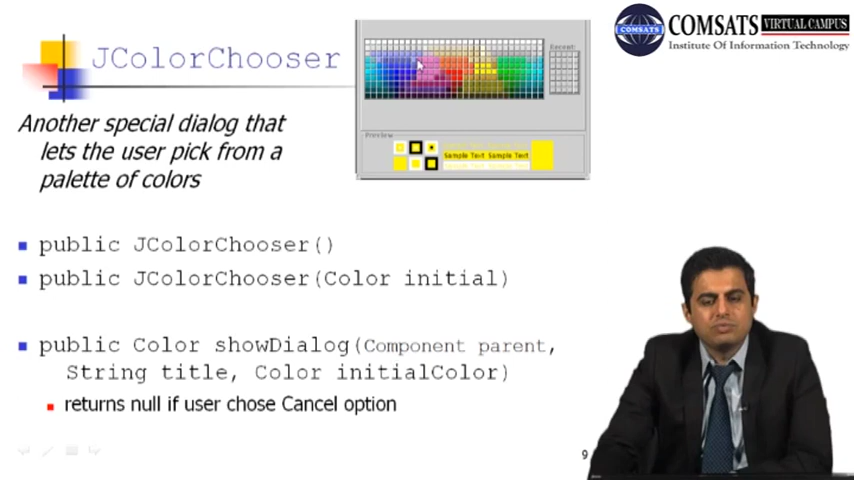 JColorChooser
Recent:
COMSATS VIRTUAL CAMPUS
Institute Of Information Technology
Another special dialog that
lets the user pick from a
palette of colors
Preview
Sample Text Sample Text
public JColorChooser()
public JColorChooser(Color initial)
public Color showDialog(Component parent,
String title, Color initialColor)
returns null if user chose Cancel option
9